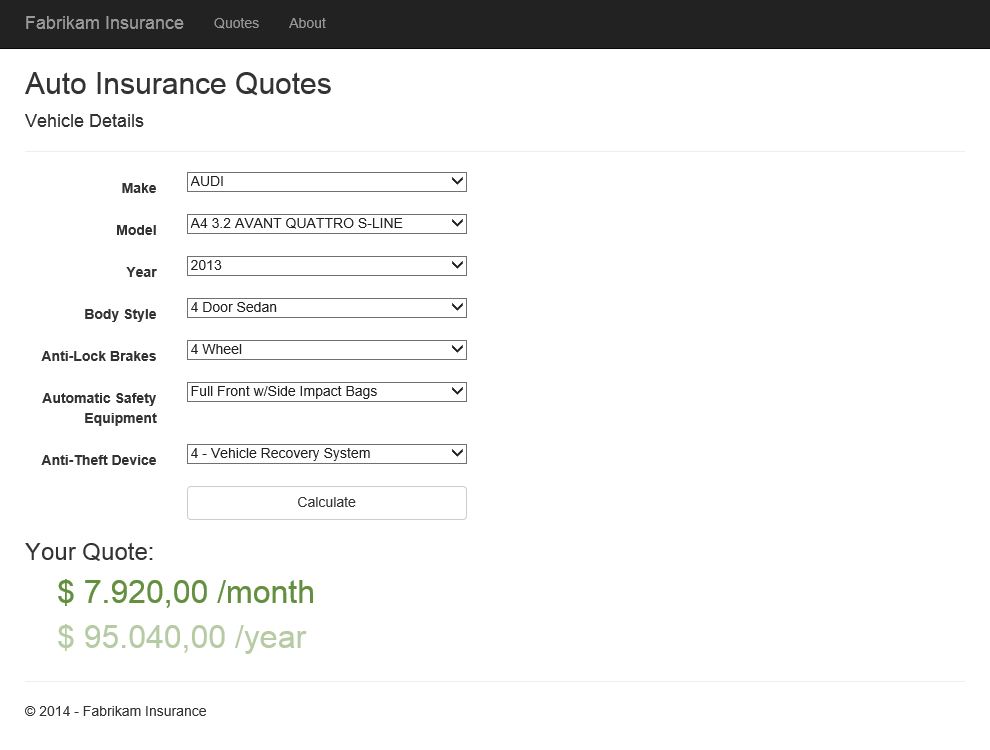 Fabrikam Insurance Quotes About
Auto Insurance Quotes
Vehicle Details
Make AUDI
Model A4 3.2 AVANT QUATTRO S-LINE
Year 2013
Body Style 4 Door Sedan
Anti-Lock Brakes 4 Wheel
Automatic Safety Full Front w/Side Impact Bags
Equipment
Anti-Theft Device 4 - Vehicle Recovery System
Calculate
Your Quote:
$ 7.920,00 /month
$ 95.040,00 /year
© 2014 - Fabrikam Insurance